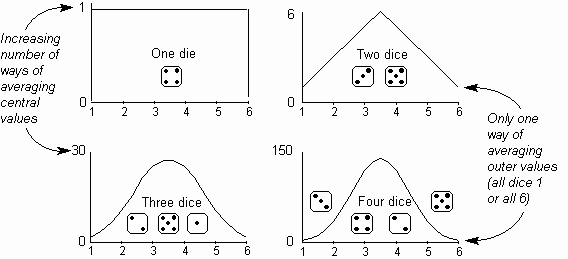 Increasing
number of
ways of
averaging
central
values
1
One die
0
1 2 3 4 5 6
6
Two dice
0
1 2 3 4 5 6
30
Three dice
0
1 2 3 4 5 6
150
Four dice
0
1 2 3 4 5 6
Only one
way of
averaging
outer values
(all dice 1
or all 6)